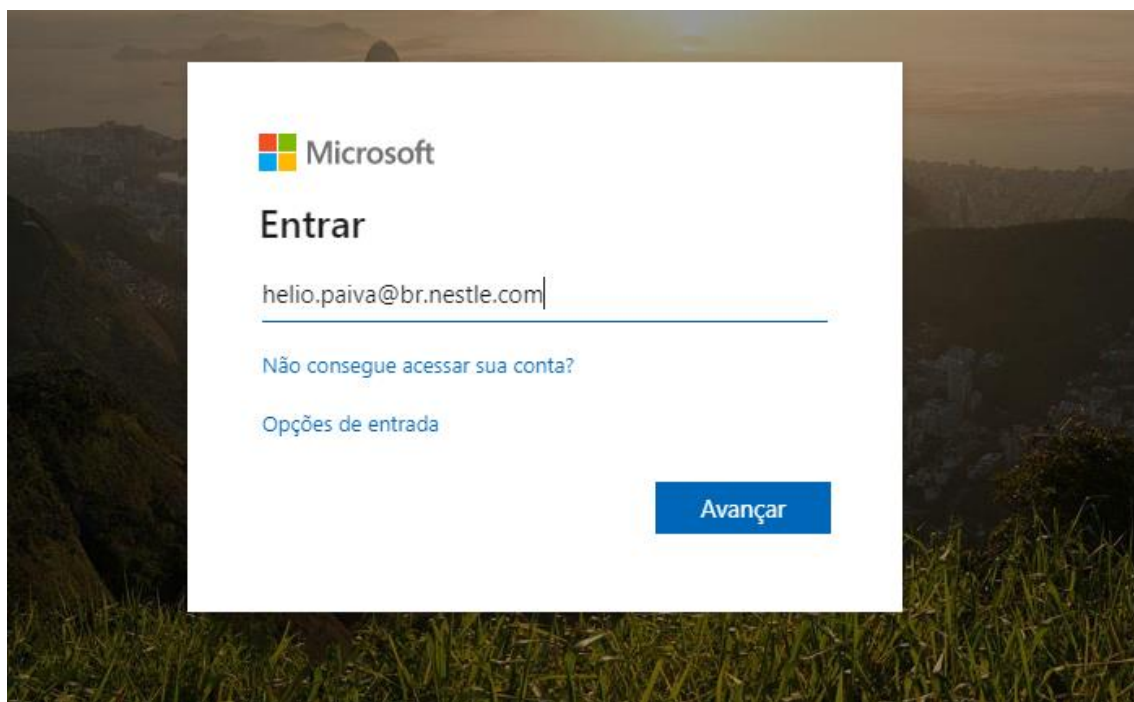 Microsoft
Entrar
helio.paiva@br.nestle.com
Não consegue acessar sua conta?
Opções de entrada
Avançar